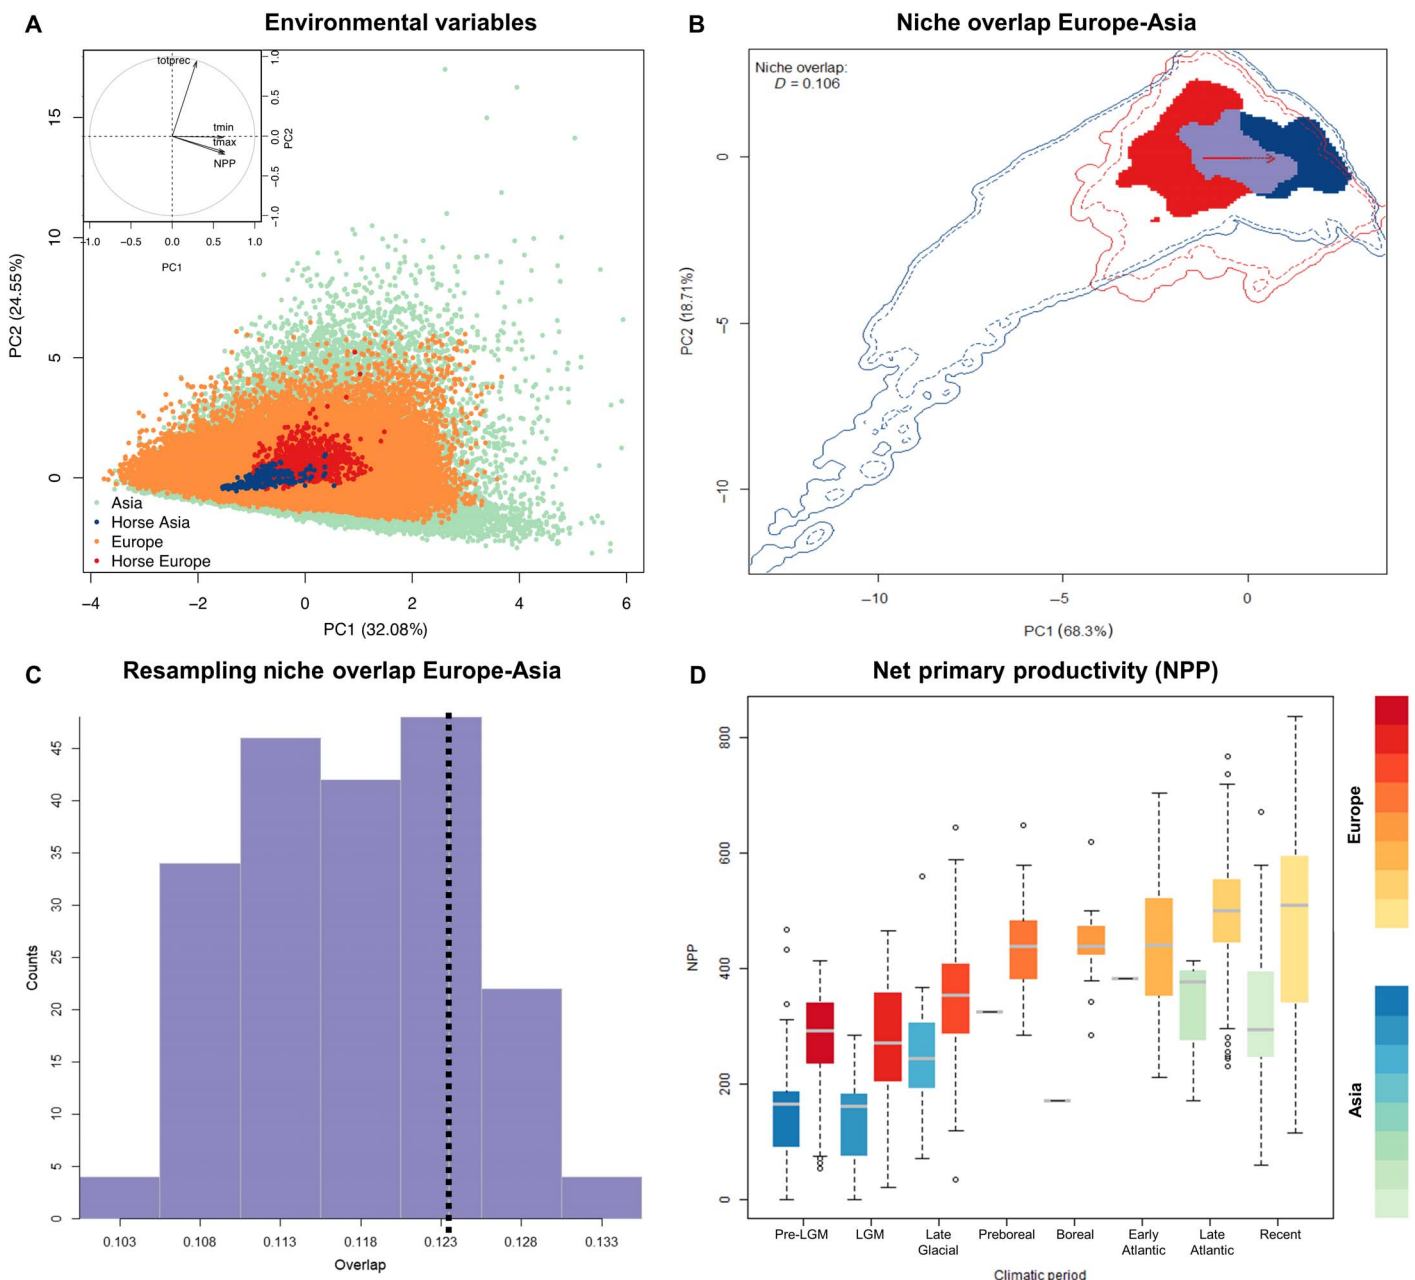 A
Environmental variables
totprec
tmin
tmax
NPP
1.0
0.5
0.0
−0.5
−1.0
PC2
−1.0
−0.5
0.0
0.5
1.0
PC1
15
10
5
0
PC2 (24.55%)
Asia
Horse Asia
Europe
Horse Europe
−4
−2
0
2
4
6
PC1 (32.08%)
B
Niche overlap Europe-Asia
Niche overlap:
D = 0.106
0
−5
−10
PC2 (18.71%)
−10
−5
0
PC1 (68.3%)
C
Resampling niche overlap Europe-Asia
45
40
35
30
25
20
15
10
5
0
Counts
0.103
0.108
0.113
0.118
0.123
0.128
0.133
Overlap
D
Net primary productivity (NPP)
800
600
400
200
0
NPP
Pre-LGM
LGM
Late
Glacial
Preboreal
Boreal
Early
Atlantic
Late
Atlantic
Recent
Climatic period
Europe
Asia